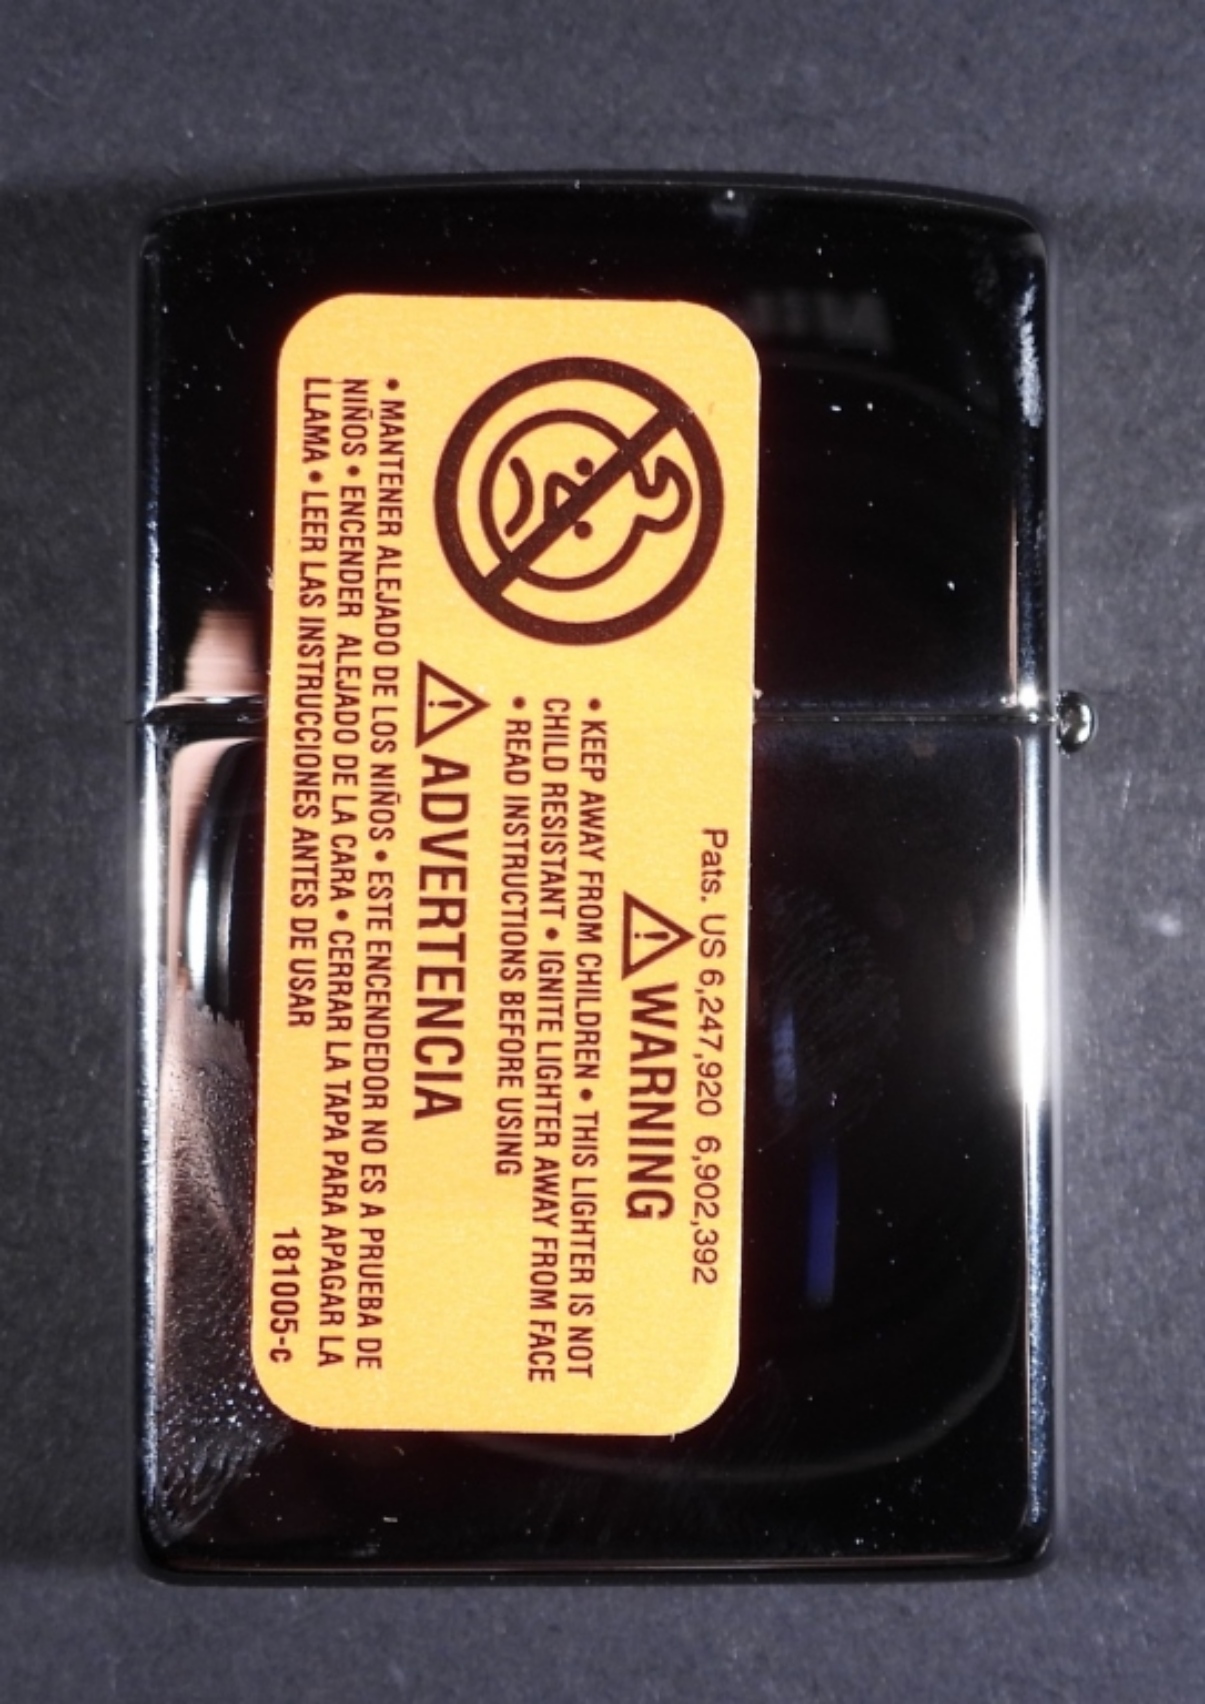 Pats. US 6,247,920 6,902,392
WARNING
• KEEP AWAY FROM CHILDREN • THIS LIGHTER IS NOT
CHILD RESISTANT • IGNITE LIGHTER AWAY FROM FACE
• READ INSTRUCTIONS BEFORE USING
ADVERTENCIA
• MANTENER ALEJADO DE LOS NIÑOS • ESTE ENCENDEDOR NO ES A PRUEBA DE
NIÑOS • ENCENDER ALEJADO DE LA CARA • CERRAR LA TAPA PARA APAGAR LA
LLAMA • LEER LAS INSTRUCCIONES ANTES DE USAR
181005-c